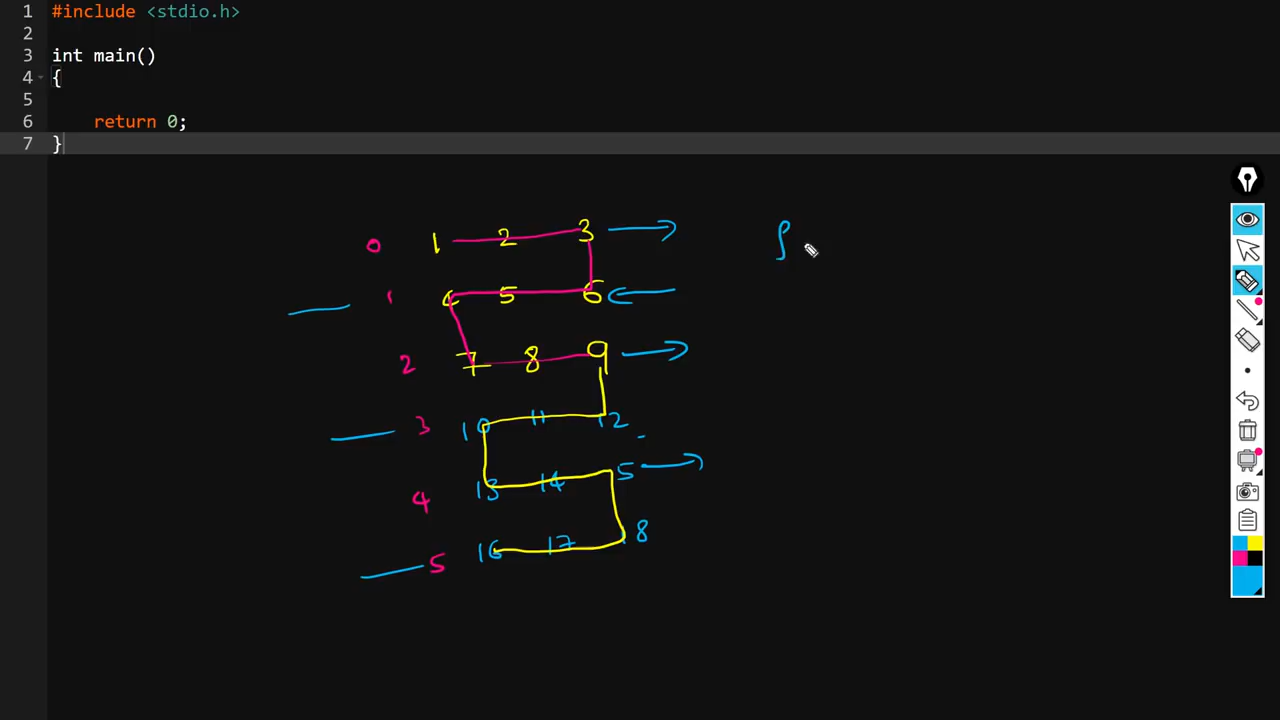 1 #include <stdio.h>
2
3 int main()
4 {
5
6 return 0;
7 }
0 1 2 3
1 4 5 6
2 7 8 9
3 10 11 12
4 13 14 15
5 16 17 18